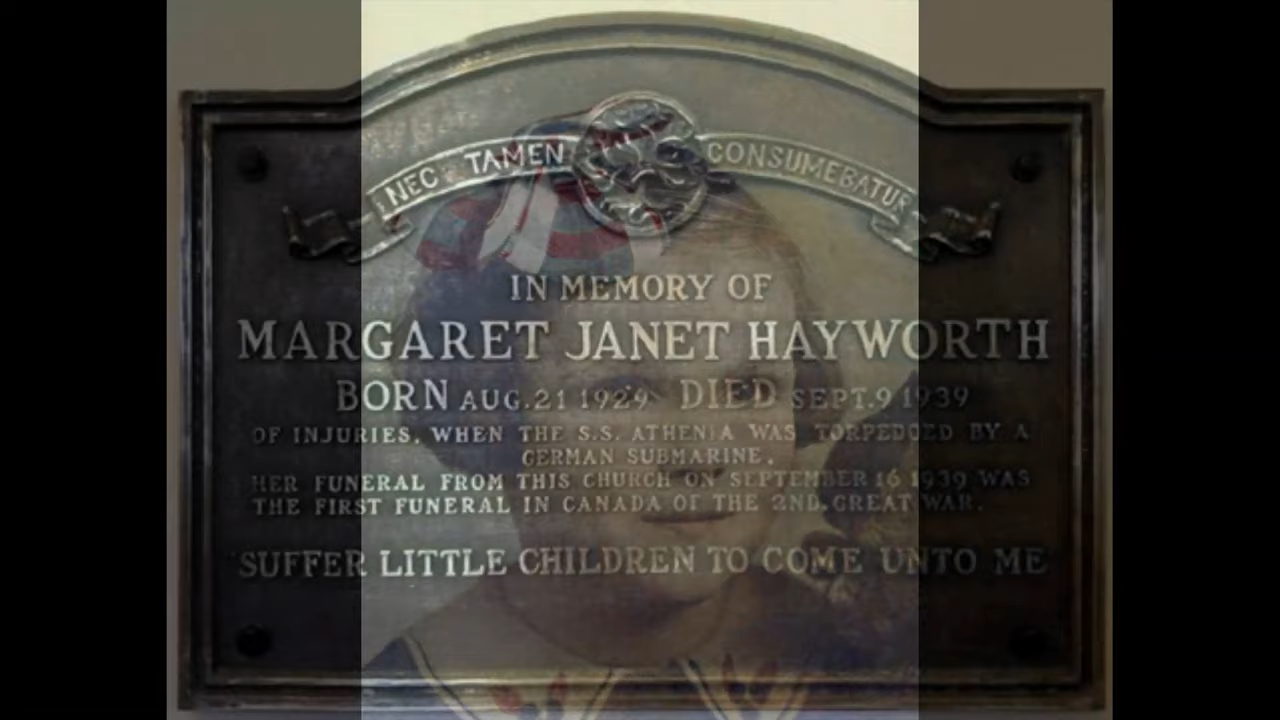 NEC TAMEN CONSUMEBATUR
IN MEMORY OF
MARGARET JANET HAYWORTH
BORN AUG. 21 1929 DIED SEPT. 9 1939
OF INJURIES, WHEN THE S.S. ATHENIA WAS TORPEDOED BY A
GERMAN SUBMARINE.
HER FUNERAL FROM THIS CHURCH ON SEPTEMBER 16 1939 WAS
THE FIRST FUNERAL IN CANADA OF THE 2ND. GREAT WAR.
"SUFFER LITTLE CHILDREN TO COME UNTO ME"